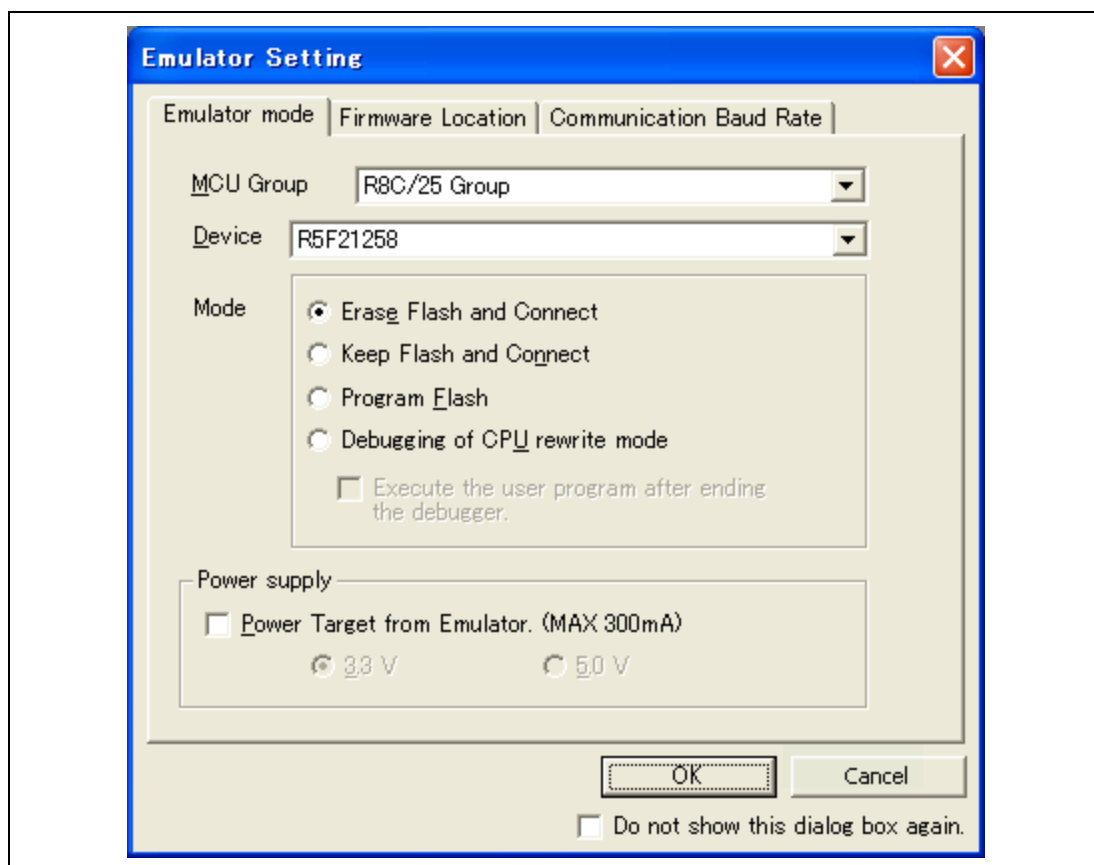 Emulator Setting
Emulator mode
Firmware Location
Communication Baud Rate
MCU Group
R8C/25 Group
Device
R5F21258
Mode
Erase Flash and Connect
Keep Flash and Connect
Program Flash
Debugging of CPU rewrite mode
Execute the user program after ending
the debugger.
Power supply
Power Target from Emulator. (MAX 300mA)
3.3 V
5.0 V
OK
Cancel
Do not show this dialog box again.